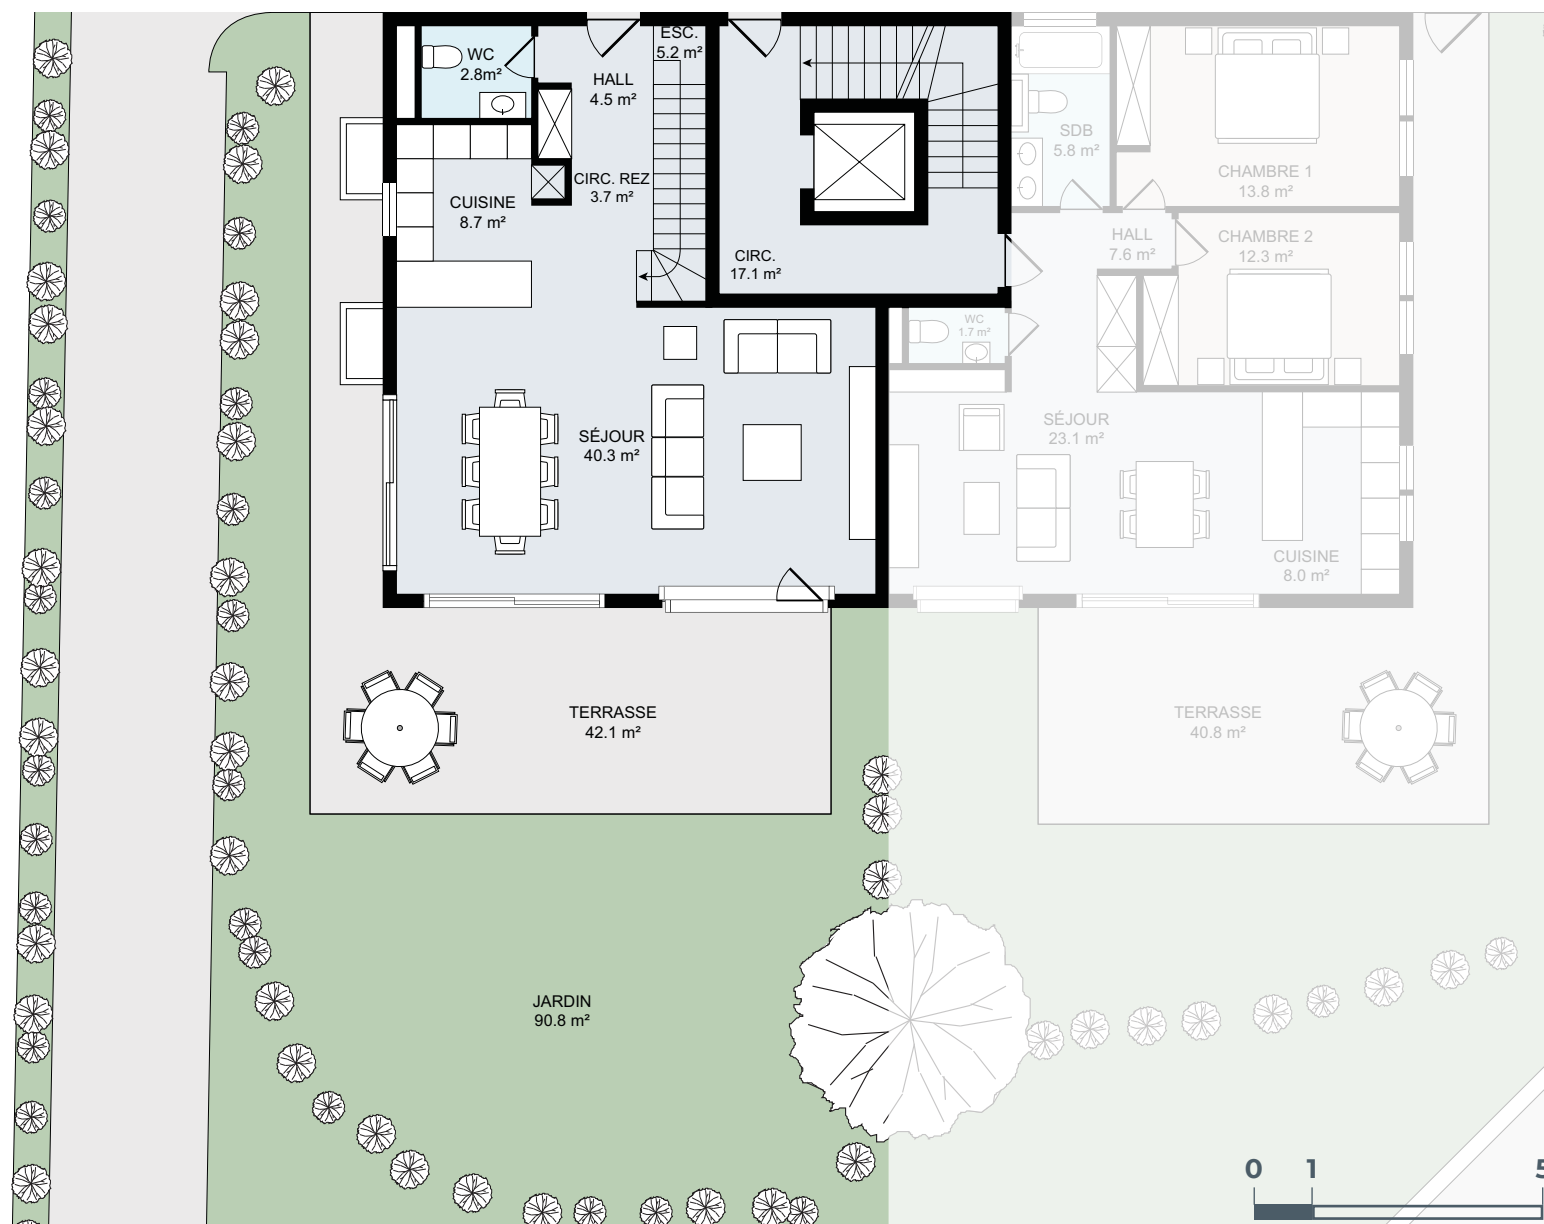 WC
2.8m²
ESC.
5.2 m²
HALL
4.5 m²
CIRC. REZ
3.7 m²
CUISINE
8.7 m²
CIRC.
17.1 m²
SDB
5.8 m²
CHAMBRE 1
13.8 m²
HALL
7.6 m²
CHAMBRE 2
12.3 m²
WC
1.7 m²
SÉJOUR
40.3 m²
SÉJOUR
23.1 m²
CUISINE
8.0 m²
TERRASSE
42.1 m²
TERRASSE
40.8 m²
JARDIN
90.8 m²
0 1 5